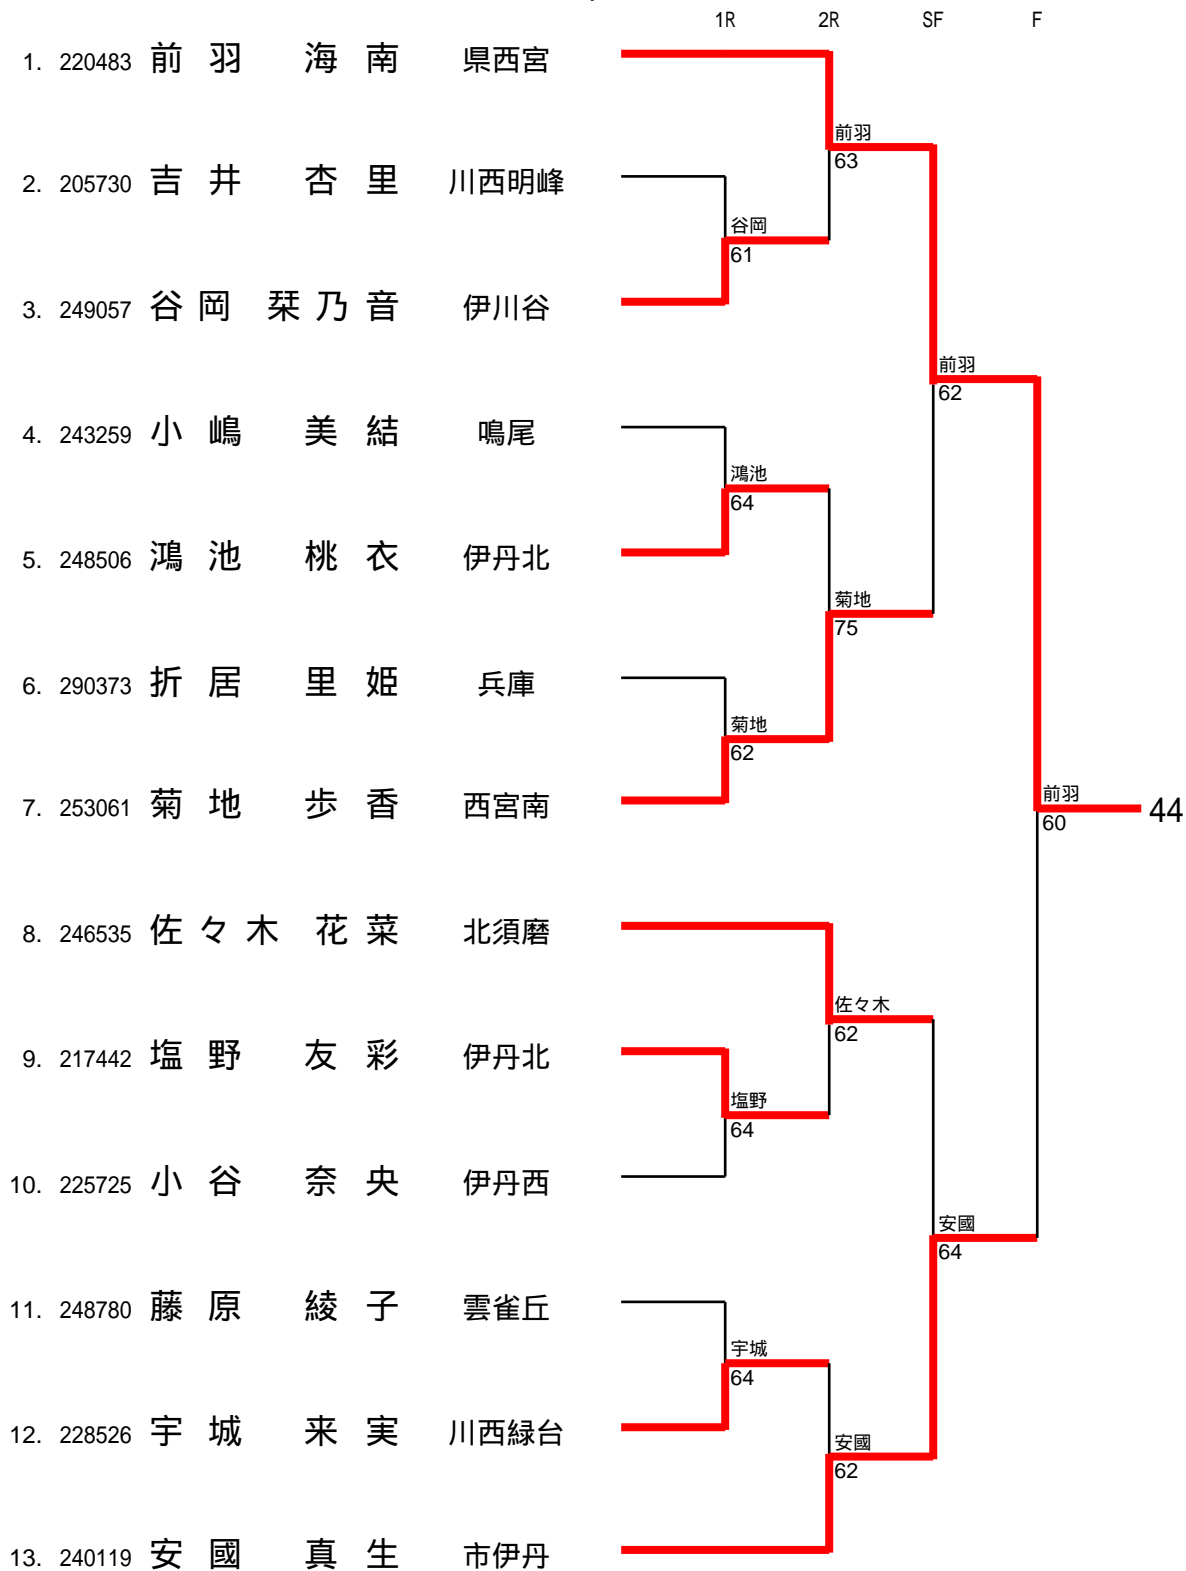 1R 2R SF F
1. 220483 前羽 海南 県西宮
前羽
63
2. 205730 吉井 杏里 川西明峰
谷岡
61
3. 249057 谷岡 栞乃音 伊川谷
前羽
62
4. 243259 小嶋 美結 鳴尾
鴻池
64
5. 248506 鴻池 桃衣 伊丹北
菊地
75
6. 290373 折居 里姫 兵庫
菊地
62
7. 253061 菊地 歩香 西宮南
前羽
60
44
8. 246535 佐々木 花菜 北須磨
佐々木
62
9. 217442 塩野 友彩 伊丹北
塩野
64
10. 225725 小谷 奈央 伊丹西
安國
64
11. 248780 藤原 綾子 雲雀丘
宇城
64
12. 228526 宇城 来実 川西緑台
安國
62
13. 240119 安國 真生 市伊丹